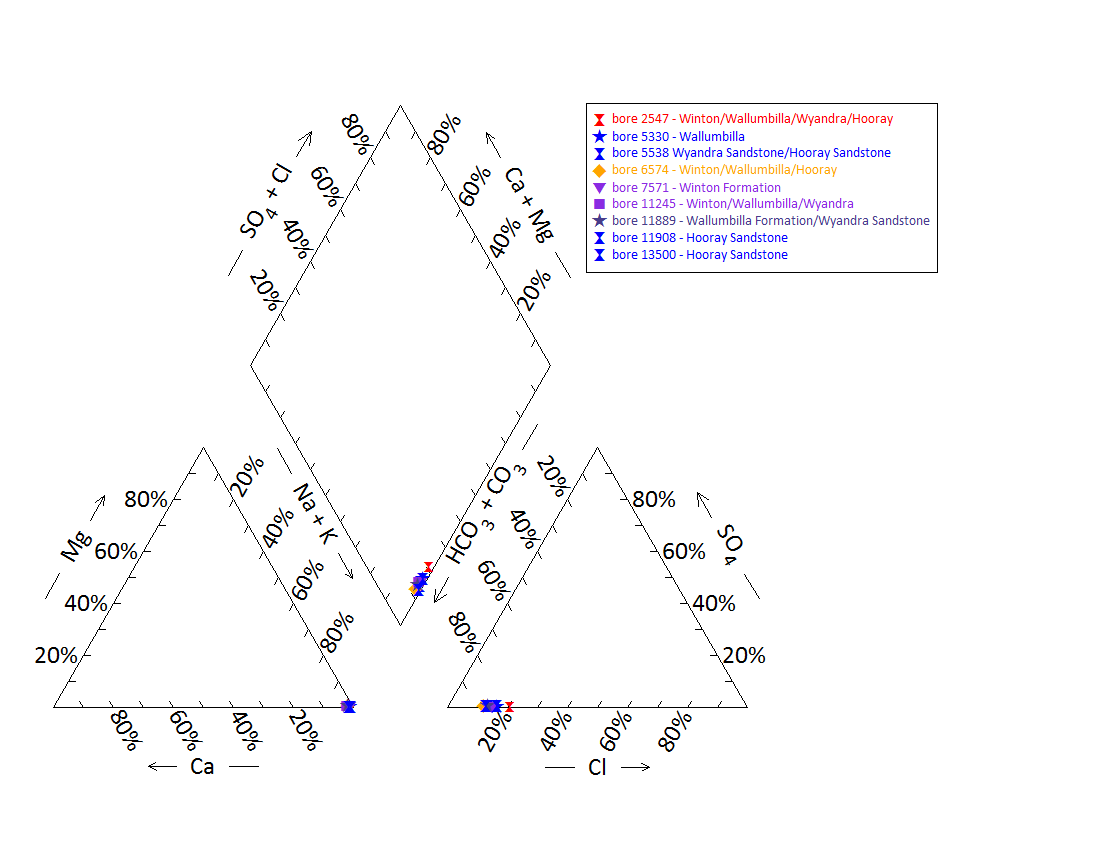 bore 2547 - Winton/Wallumbilla/Wyandra/Hooray
bore 5330 - Wallumbilla
bore 5538 Wyandra Sandstone/Hooray Sandstone
bore 6574 - Winton/Wallumbilla/Hooray
bore 7571 - Winton Formation
bore 11245 - Winton/Wallumbilla/Wyandra
bore 11889 - Wallumbilla Formation/Wyandra Sandstone
bore 11908 - Hooray Sandstone
bore 13500 - Hooray Sandstone
80%
60%
40%
20%
SO4 + Cl
80%
60%
40%
20%
Ca + Mg
80%
60%
40%
20%
Mg
20%
40%
60%
80%
Na + K
20%
40%
60%
80%
HCO3 + CO3
80%
60%
40%
20%
SO4
80%
60%
40%
20%
Ca
20%
40%
60%
80%
Cl